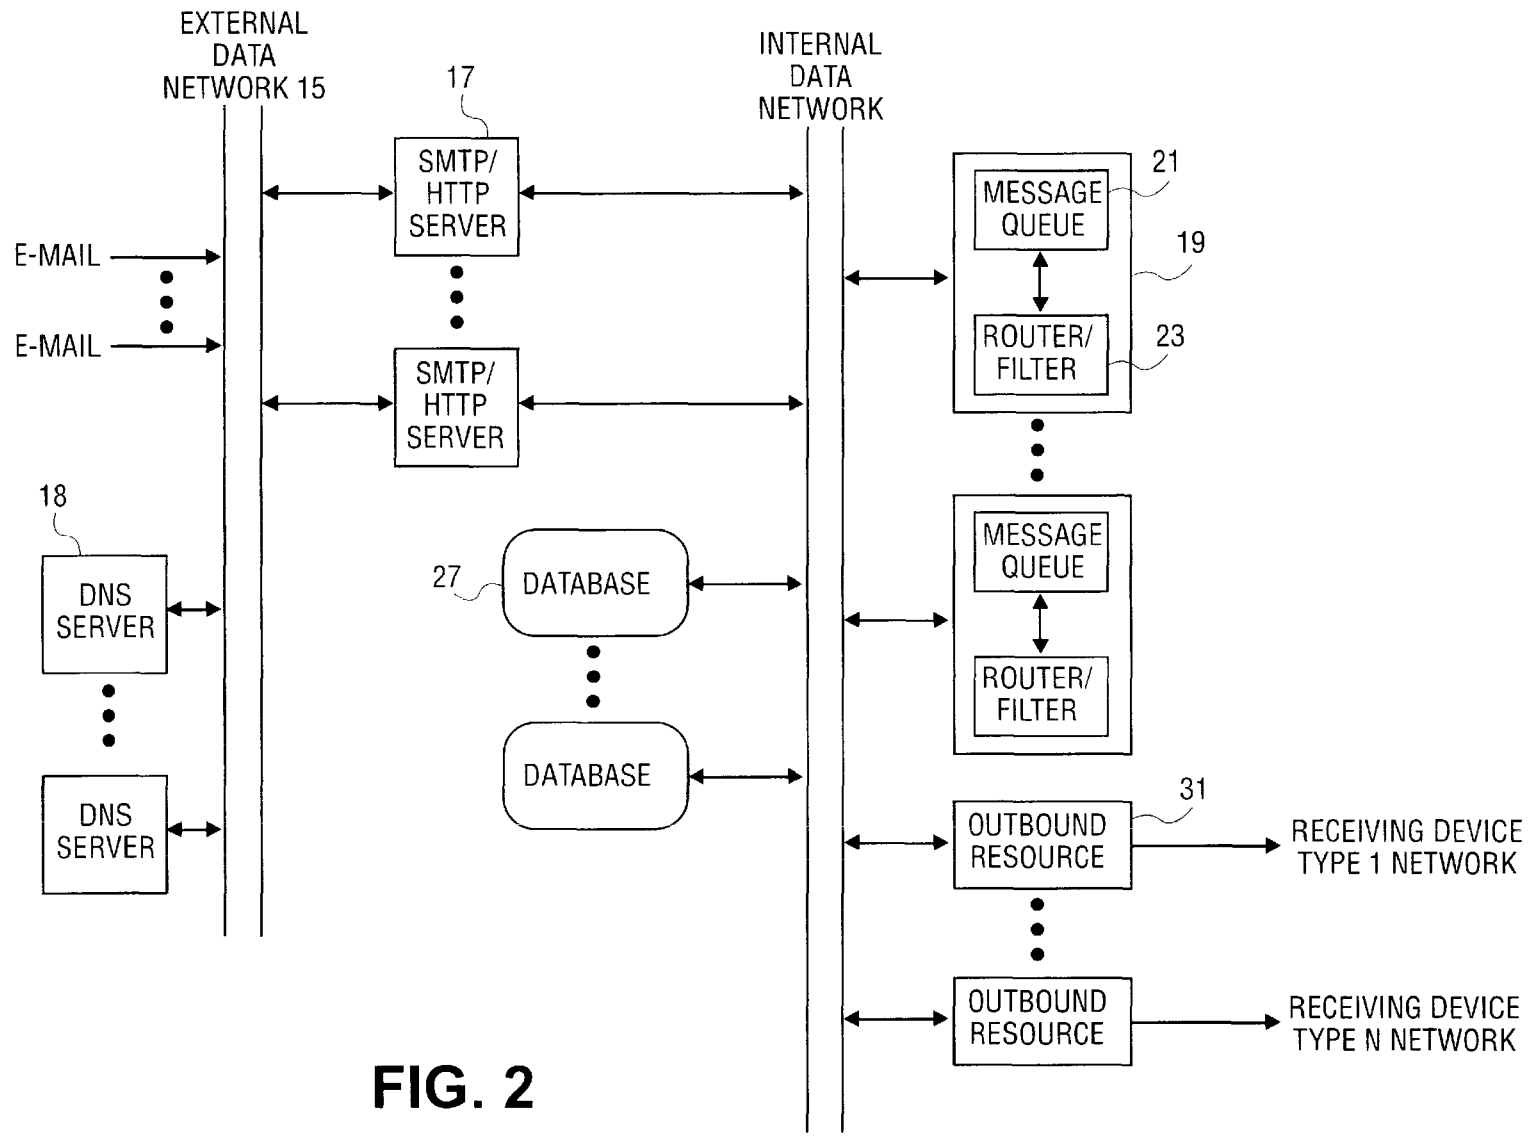 EXTERNAL
DATA
NETWORK 15
INTERNAL
DATA
NETWORK
17
SMTP/
HTTP
SERVER
E-MAIL
E-MAIL
SMTP/
HTTP
SERVER
21
MESSAGE
QUEUE
19
ROUTER/
FILTER
23
18
DNS
SERVER
27
DATABASE
MESSAGE
QUEUE
ROUTER/
FILTER
DNS
SERVER
DATABASE
31
OUTBOUND
RESOURCE
RECEIVING DEVICE
TYPE 1 NETWORK
OUTBOUND
RESOURCE
RECEIVING DEVICE
TYPE N NETWORK
FIG. 2